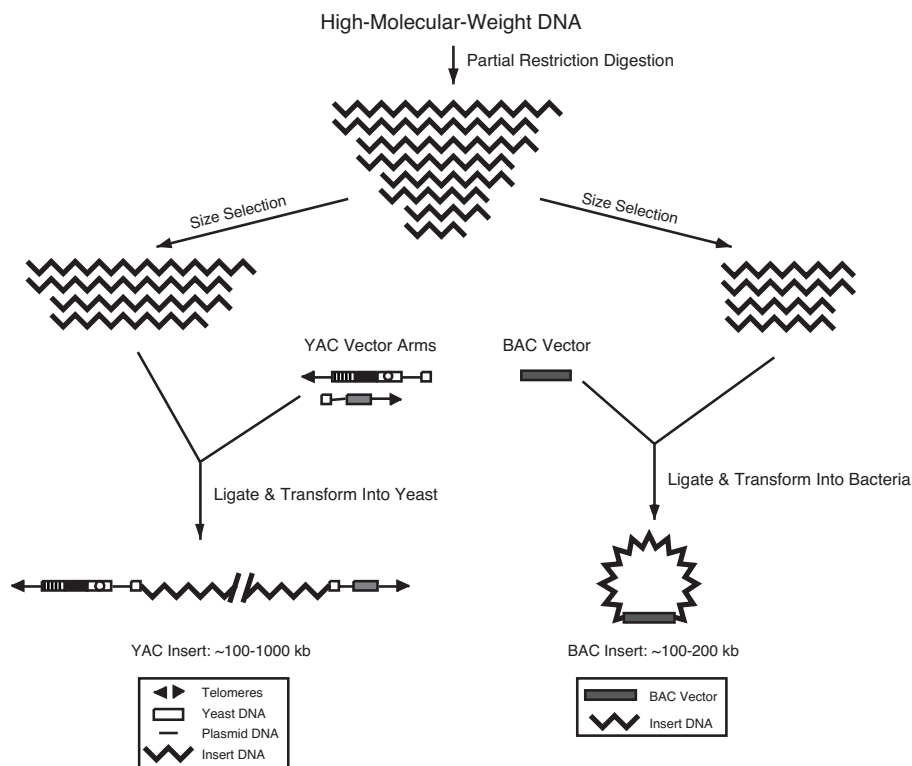 High-Molecular-Weight DNA
Partial Restriction Digestion
Size Selection
Size Selection
YAC Vector Arms
BAC Vector
Ligate & Transform Into Yeast
Ligate & Transform Into Bacteria
YAC Insert: ~100-1000 kb
BAC Insert: ~100-200 kb
Telomeres
Yeast DNA
Plasmid DNA
Insert DNA
BAC Vector
Insert DNA